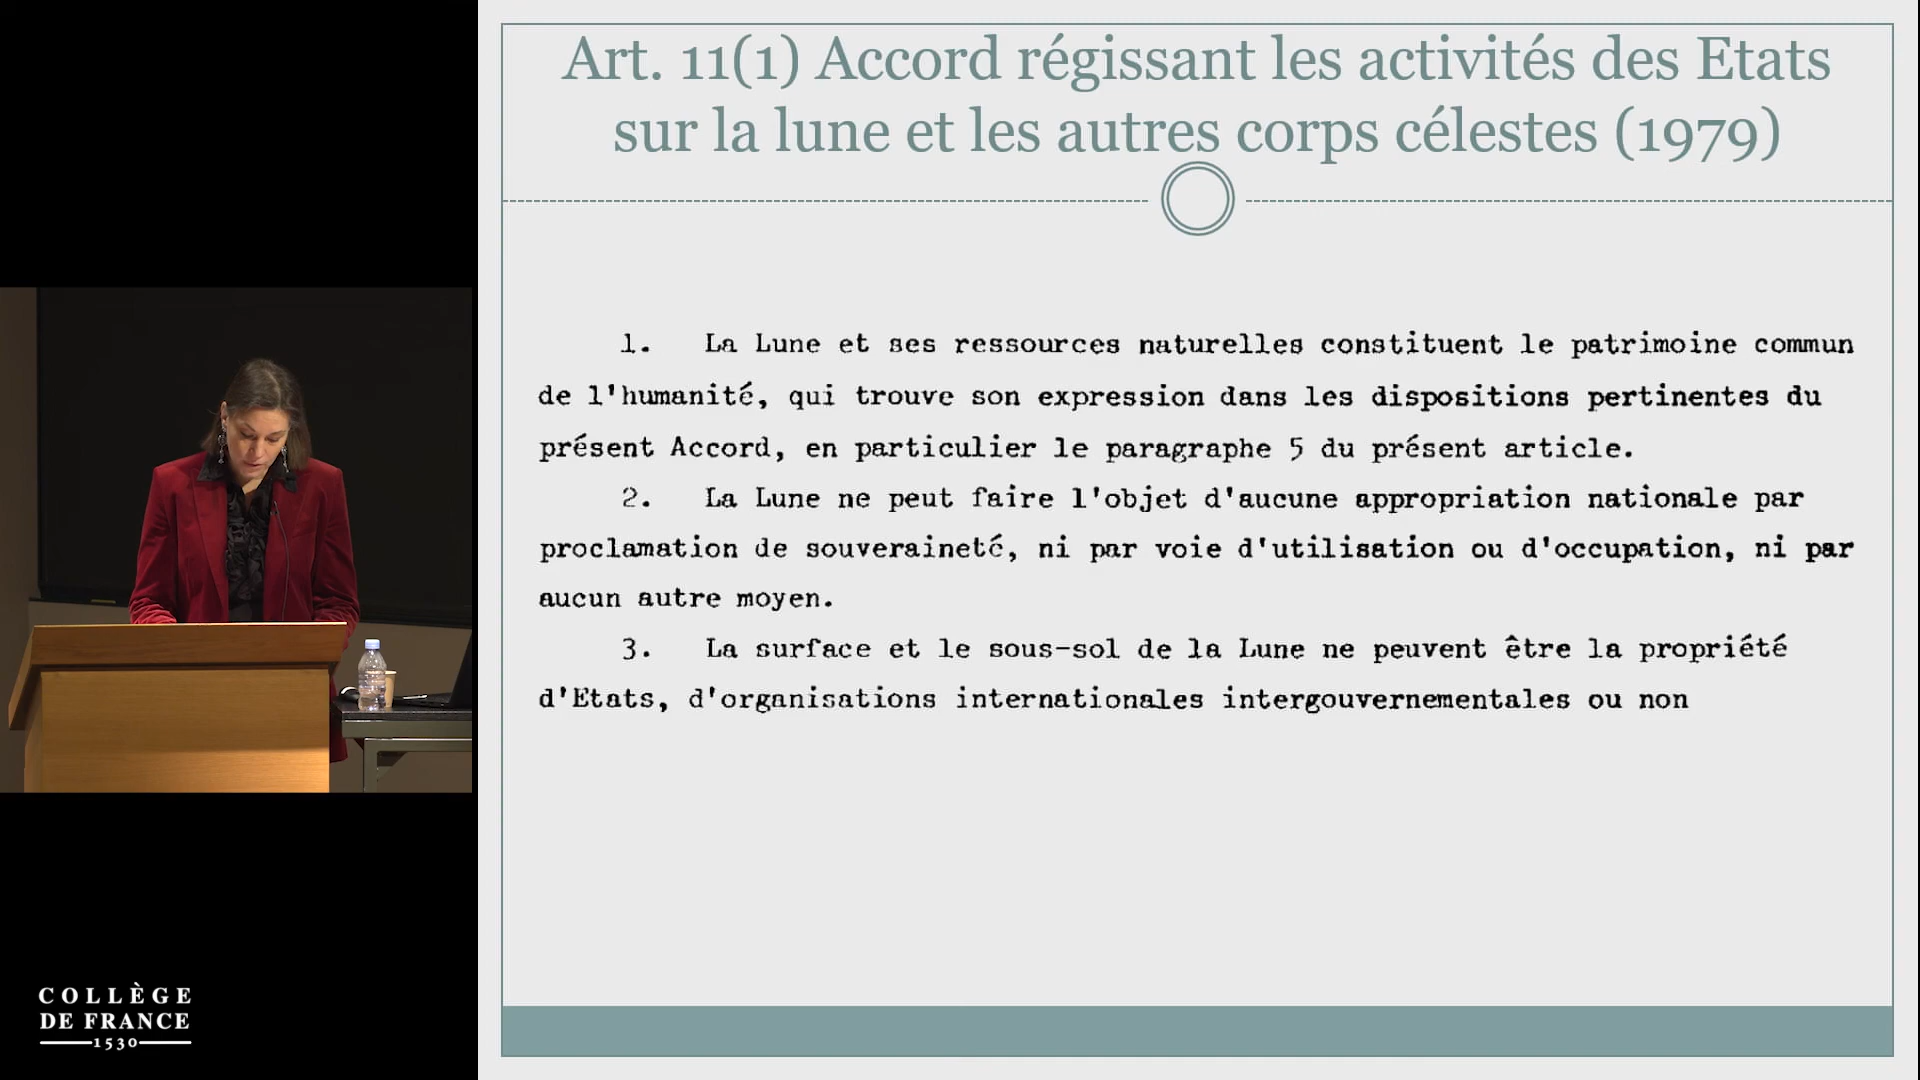 Art. 11(1) Accord régissant les activités des Etats
sur la lune et les autres corps célestes (1979)
1. La Lune et ses ressources naturelles constituent le patrimoine commun
de l'humanité, qui trouve son expression dans les dispositions pertinentes du
présent Accord, en particulier le paragraphe 5 du présent article.
2. La Lune ne peut faire l'objet d'aucune appropriation nationale par
proclamation de souveraineté, ni par voie d'utilisation ou d'occupation, ni par
aucun autre moyen.
3. La surface et le sous-sol de la Lune ne peuvent être la propriété
d'Etats, d'organisations internationales intergouvernementales ou non
COLLÈGE
DE FRANCE
1530